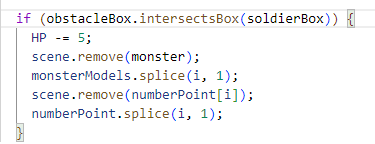 if (obstacleBox.intersectsBox(soldierBox)) {
HP -= 5;
scene.remove(monster);
monsterModels.splice(i, 1);
scene.remove(numberPoint[i]);
numberPoint.splice(i, 1);
}